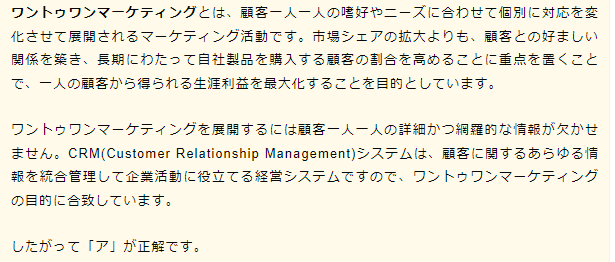 ワントゥワンマーケティングとは、顧客一人一人の嗜好やニーズに合わせて個別に対応を変
化させて展開されるマーケティング活動です。市場シェアの拡大よりも、顧客との好ましい
関係を築き、長期にわたって自社製品を購入する顧客の割合を高めることに重点を置くこと
で、一人の顧客から得られる生涯利益を最大化することを目的としています。
ワントゥワンマーケティングを展開するには顧客一人一人の詳細かつ網羅的な情報が欠かせ
ません。CRM(Customer Relationship Management)システムは、顧客に関するあらゆる情
報を統合管理して企業活動に役立てる経営システムですので、ワントゥワンマーケティング
の目的に合致しています。
したがって「ア」が正解です。